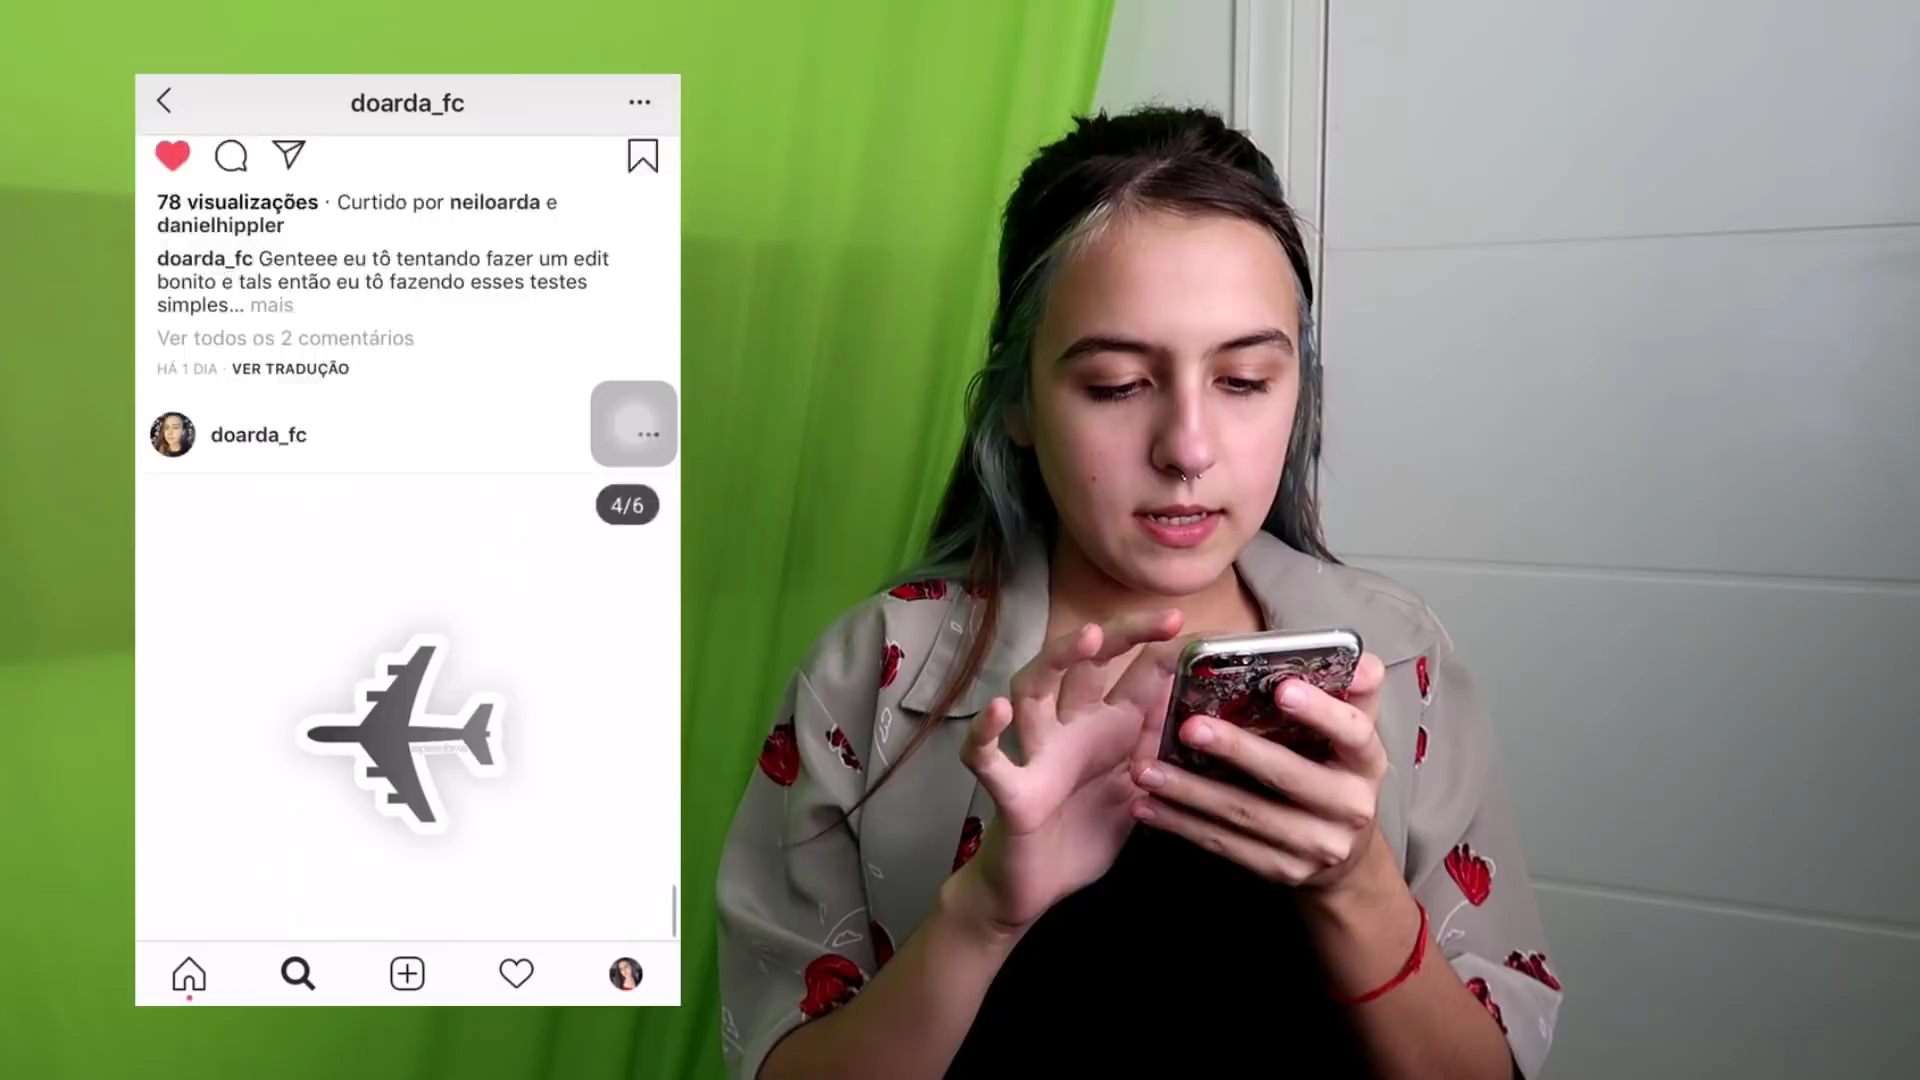 doarda_fc
78 visualizações · Curtido por neiloarda e
danielhippler
doarda_fc Genteee eu tô tentando fazer um edit
bonito e tals então eu tô fazendo esses testes
simples... mais
Ver todos os 2 comentários
HÁ 1 DIA · VER TRADUÇÃO
doarda_fc
4/6